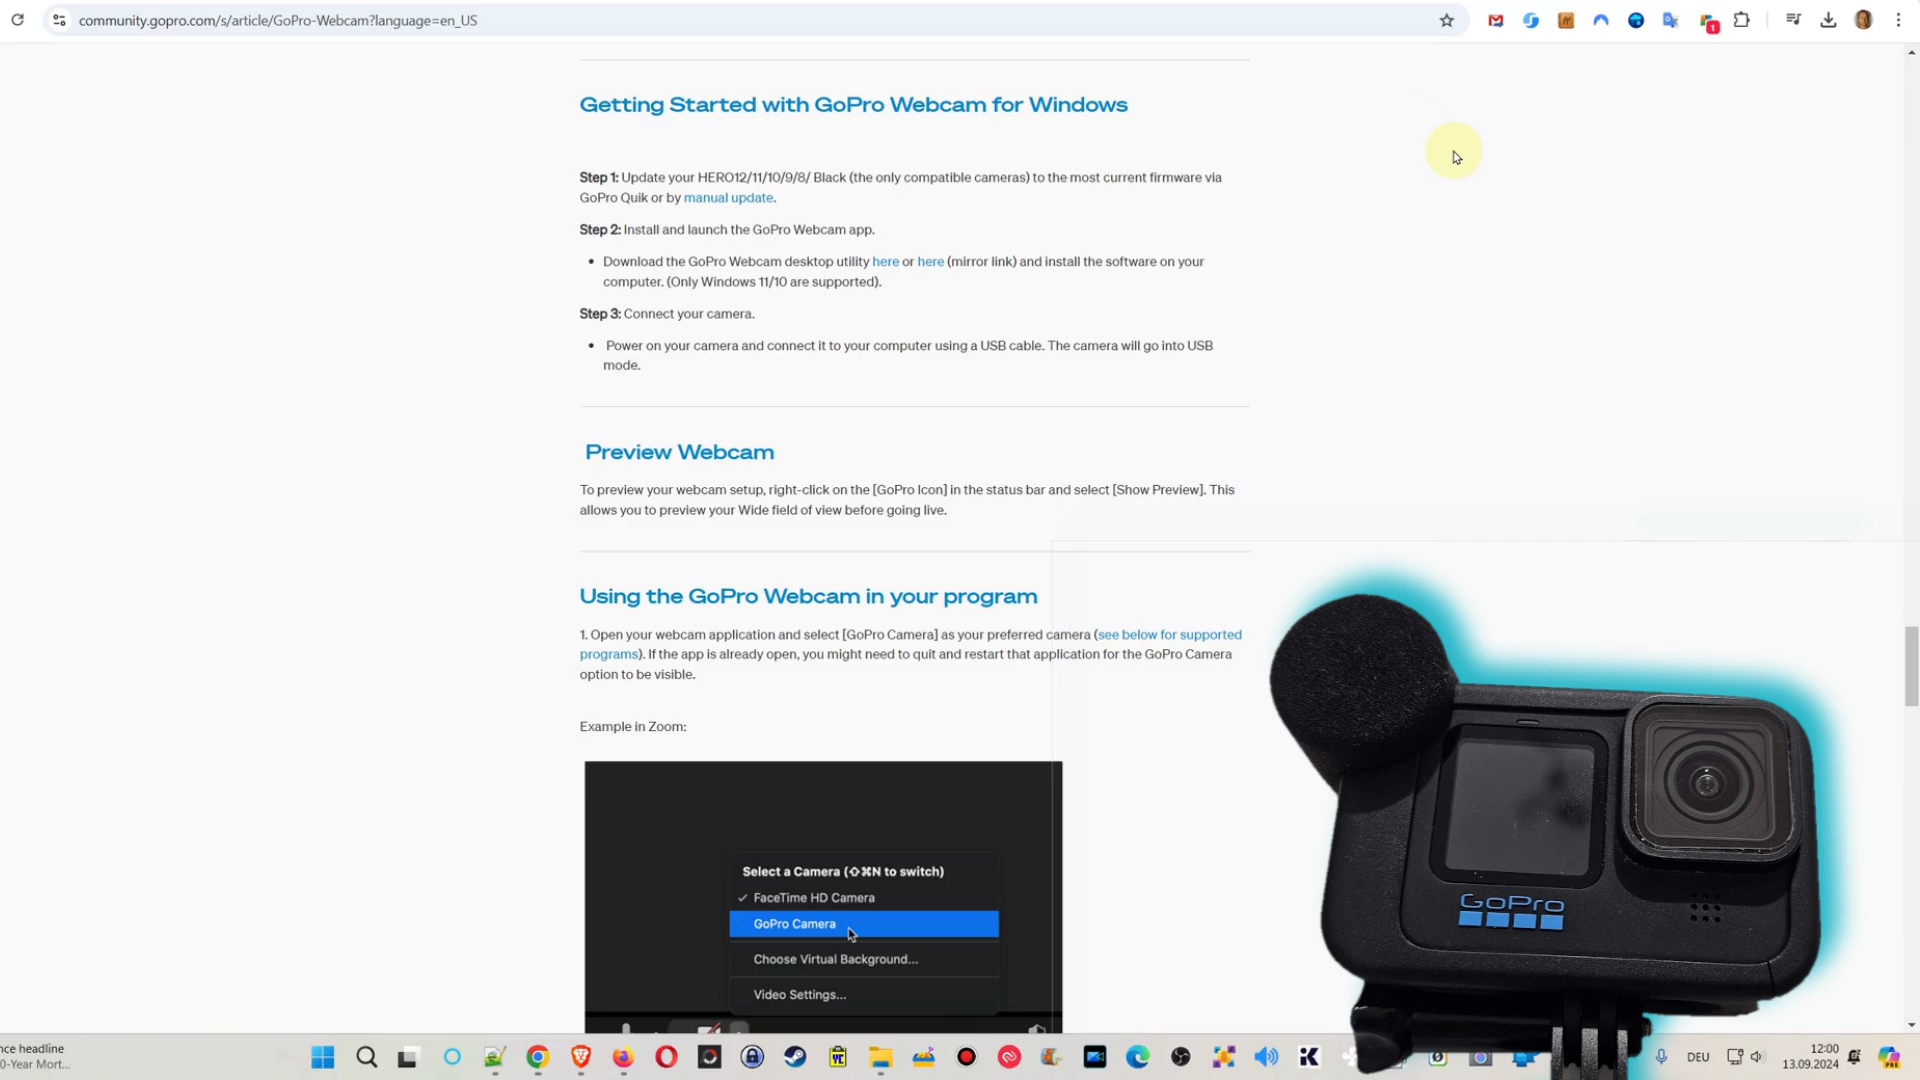 community.gopro.com/s/article/GoPro-Webcam?language=en_US
1
Getting Started with GoPro Webcam for Windows
Step 1: Update your HERO12/11/10/9/8/ Black (the only compatible cameras) to the most current firmware via
GoPro Quik or by manual update.
Step 2: Install and launch the GoPro Webcam app.
• Download the GoPro Webcam desktop utility here or here (mirror link) and install the software on your
computer. (Only Windows 11/10 are supported).
Step 3: Connect your camera.
• Power on your camera and connect it to your computer using a USB cable. The camera will go into USB
mode.
Preview Webcam
To preview your webcam setup, right-click on the [GoPro Icon] in the status bar and select [Show Preview]. This
allows you to preview your Wide field of view before going live.
Using the GoPro Webcam in your program
1. Open your webcam application and select [GoPro Camera] as your preferred camera (see below for supported
programs). If the app is already open, you might need to quit and restart that application for the GoPro Camera
option to be visible.
Example in Zoom:
Select a Camera (⇧⌘N to switch)
✓ FaceTime HD Camera
GoPro Camera
Choose Virtual Background...
Video Settings...
GoPro
nce headline
0-Year Mort...
DEU
12:00
13.09.2024
PRE